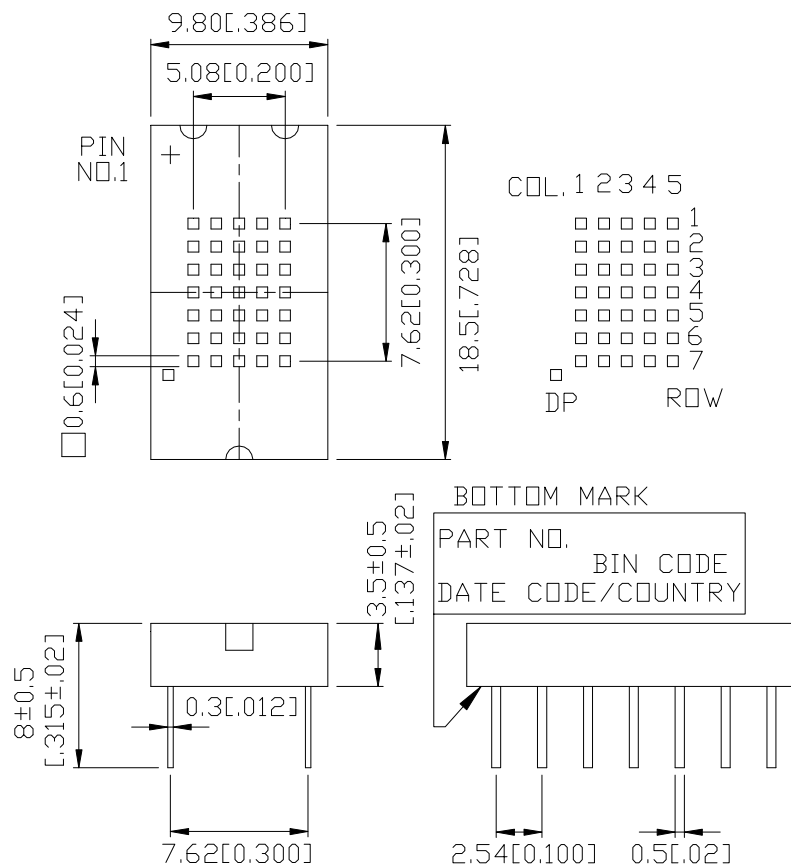 9.80[.386]
5.08[0.200]
PIN
NO.1
7.62[0.300]
18.5[.728]
□0.6[0.024]
COL. 1 2 3 4 5
1
2
3
4
5
6
7
DP
ROW
BOTTOM MARK
PART NO.
BIN CODE
DATE CODE/COUNTRY
3.5±0.5
[.137±.02]
8±0.5
[.315±.02]
0.3[.012]
7.62[0.300]
2.54[0.100]
0.5[.02]